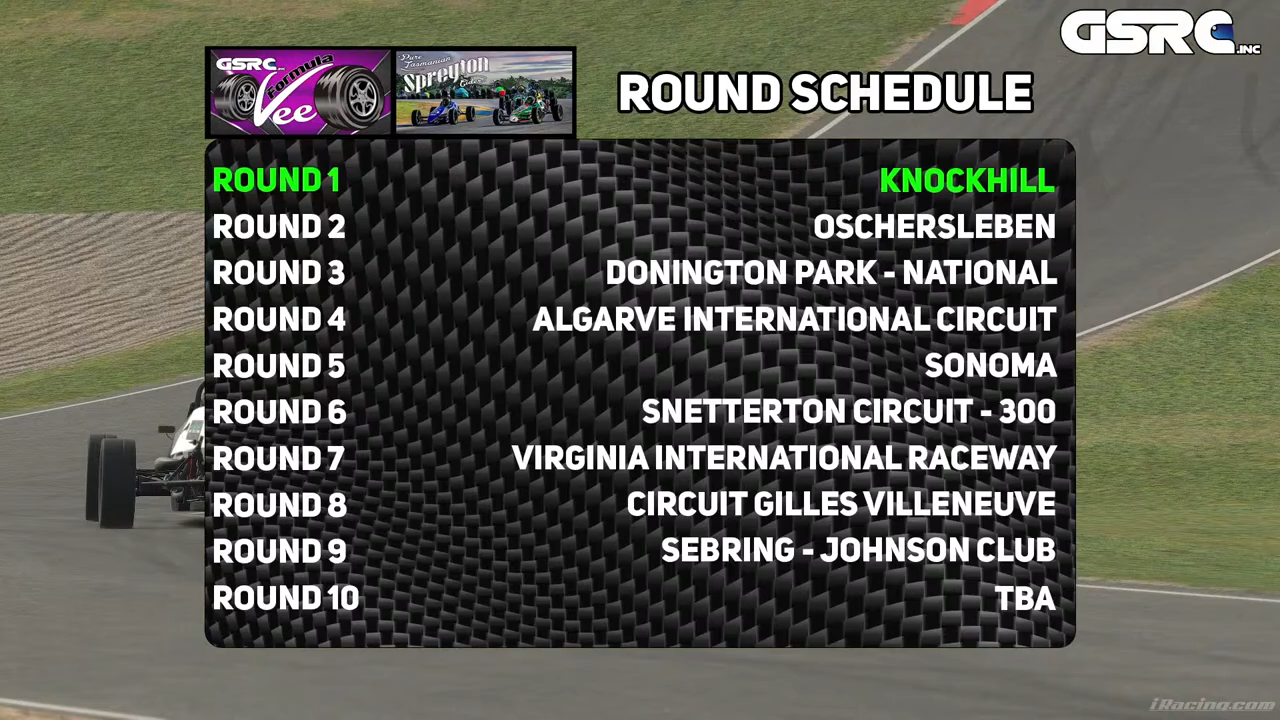 GSRC.INC
GSRC
Formula
Vee
Pure
Tasmanian
Spreyton
Cider
ROUND SCHEDULE
ROUND 1 KNOCKHILL
ROUND 2 OSCHERSLEBEN
ROUND 3 DONINGTON PARK - NATIONAL
ROUND 4 ALGARVE INTERNATIONAL CIRCUIT
ROUND 5 SONOMA
ROUND 6 SNETTERTON CIRCUIT - 300
ROUND 7 VIRGINIA INTERNATIONAL RACEWAY
ROUND 8 CIRCUIT GILLES VILLENEUVE
ROUND 9 SEBRING - JOHNSON CLUB
ROUND 10 TBA
iRacing.com